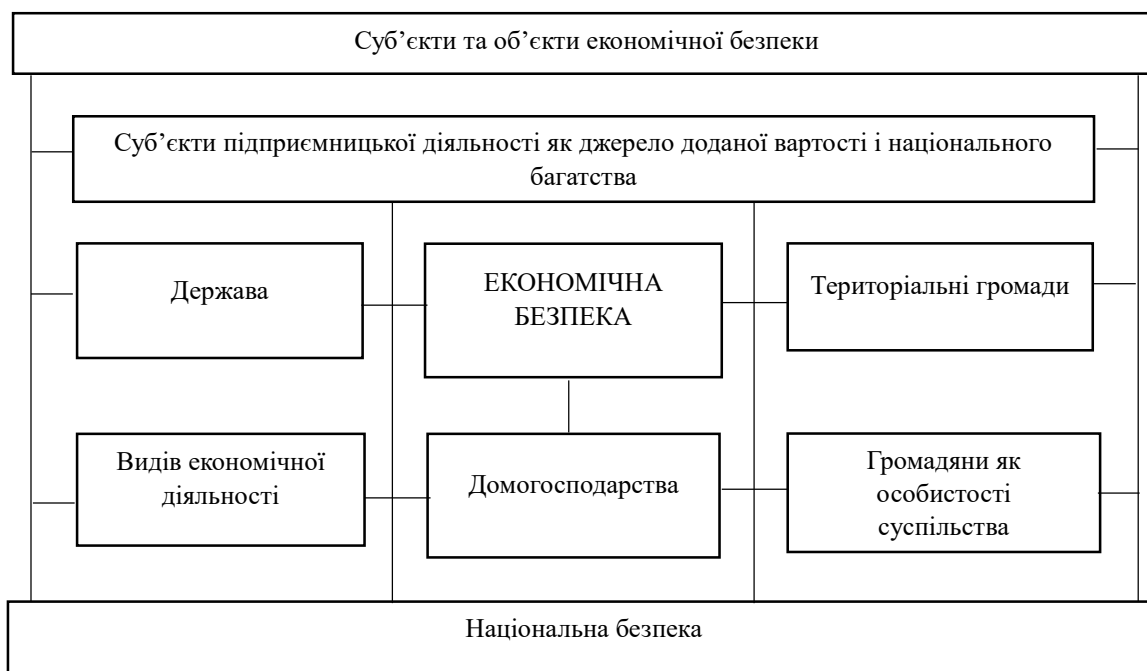 Суб’єкти та об’єкти економічної безпеки
Суб’єкти підприємницької діяльності як джерело доданої вартості і національного
багатства
Держава
ЕКОНОМІЧНА
БЕЗПЕКА
Територіальні громади
Видів економічної
діяльності
Домогосподарства
Громадяни як
особистості
суспільства
Національна безпека